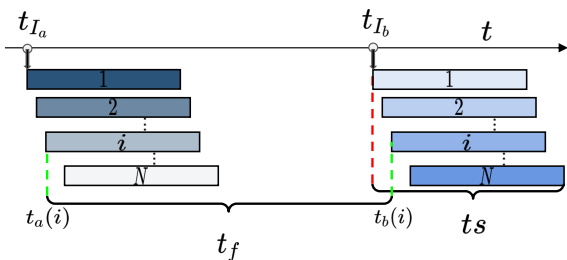 t_{I_a} t_{I_b} t
1 1
2 2
i i
N N
t_a(i) t_b(i) ts
t_f